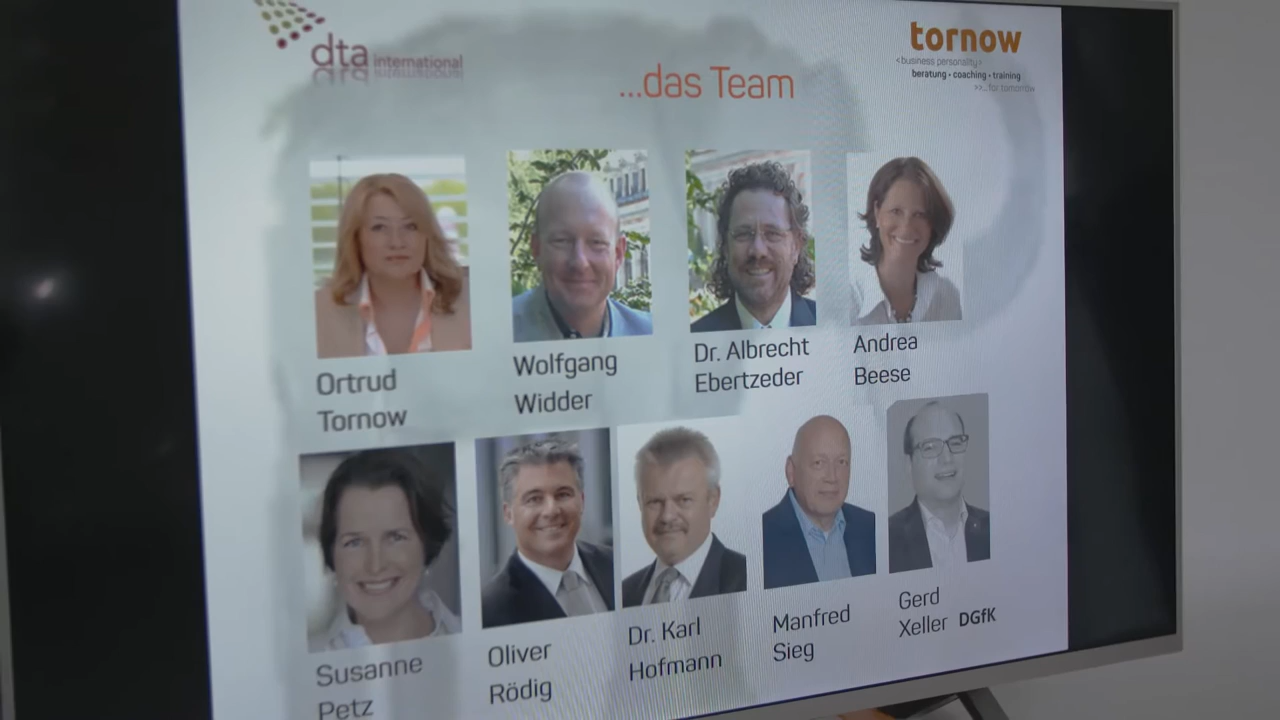 dta international
tornow
<business personality>
beratung • coaching • training
>>...for tomorrow
...das Team
Ortrud
Tornow
Wolfgang
Widder
Dr. Albrecht
Ebertzeder
Andrea
Beese
Susanne
Petz
Oliver
Rödig
Dr. Karl
Hofmann
Manfred
Sieg
Gerd
Xeller DGfK